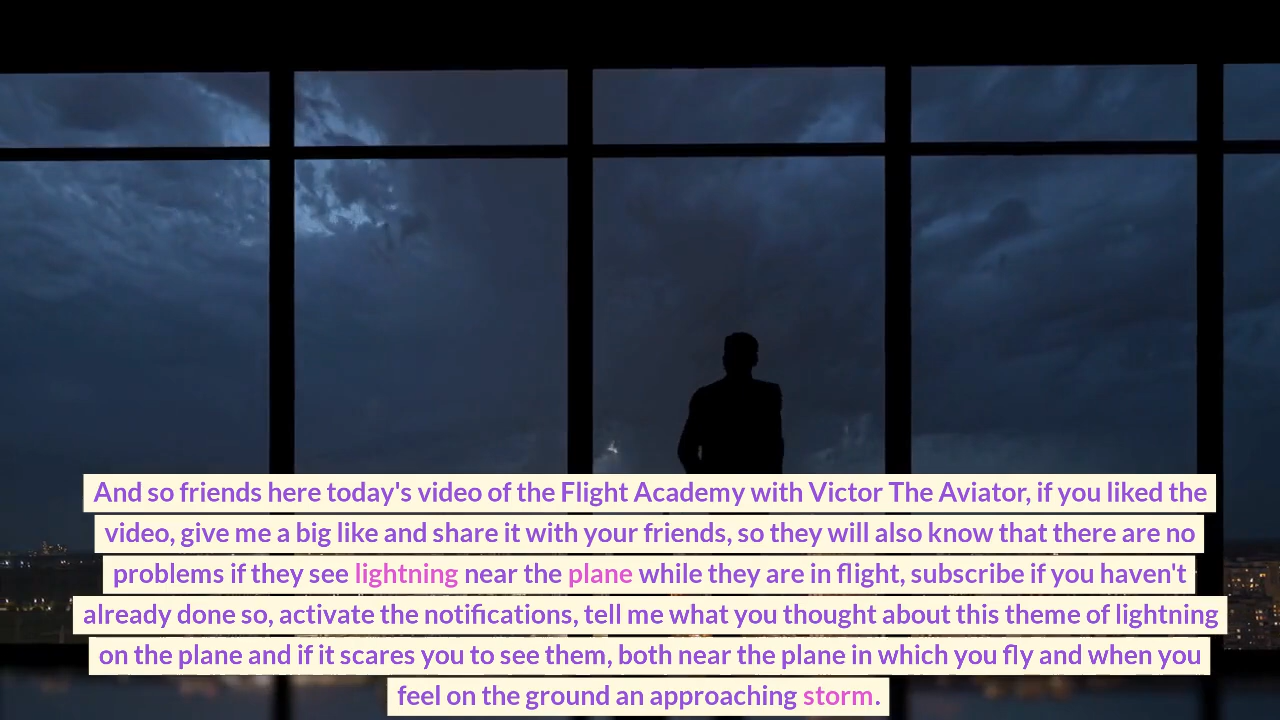 And so friends here today's video of the Flight Academy with Victor The Aviator, if you liked the
video, give me a big like and share it with your friends, so they will also know that there are no
problems if they see lightning near the plane while they are in flight, subscribe if you haven't
already done so, activate the notifications, tell me what you thought about this theme of lightning
on the plane and if it scares you to see them, both near the plane in which you fly and when you
feel on the ground an approaching storm.